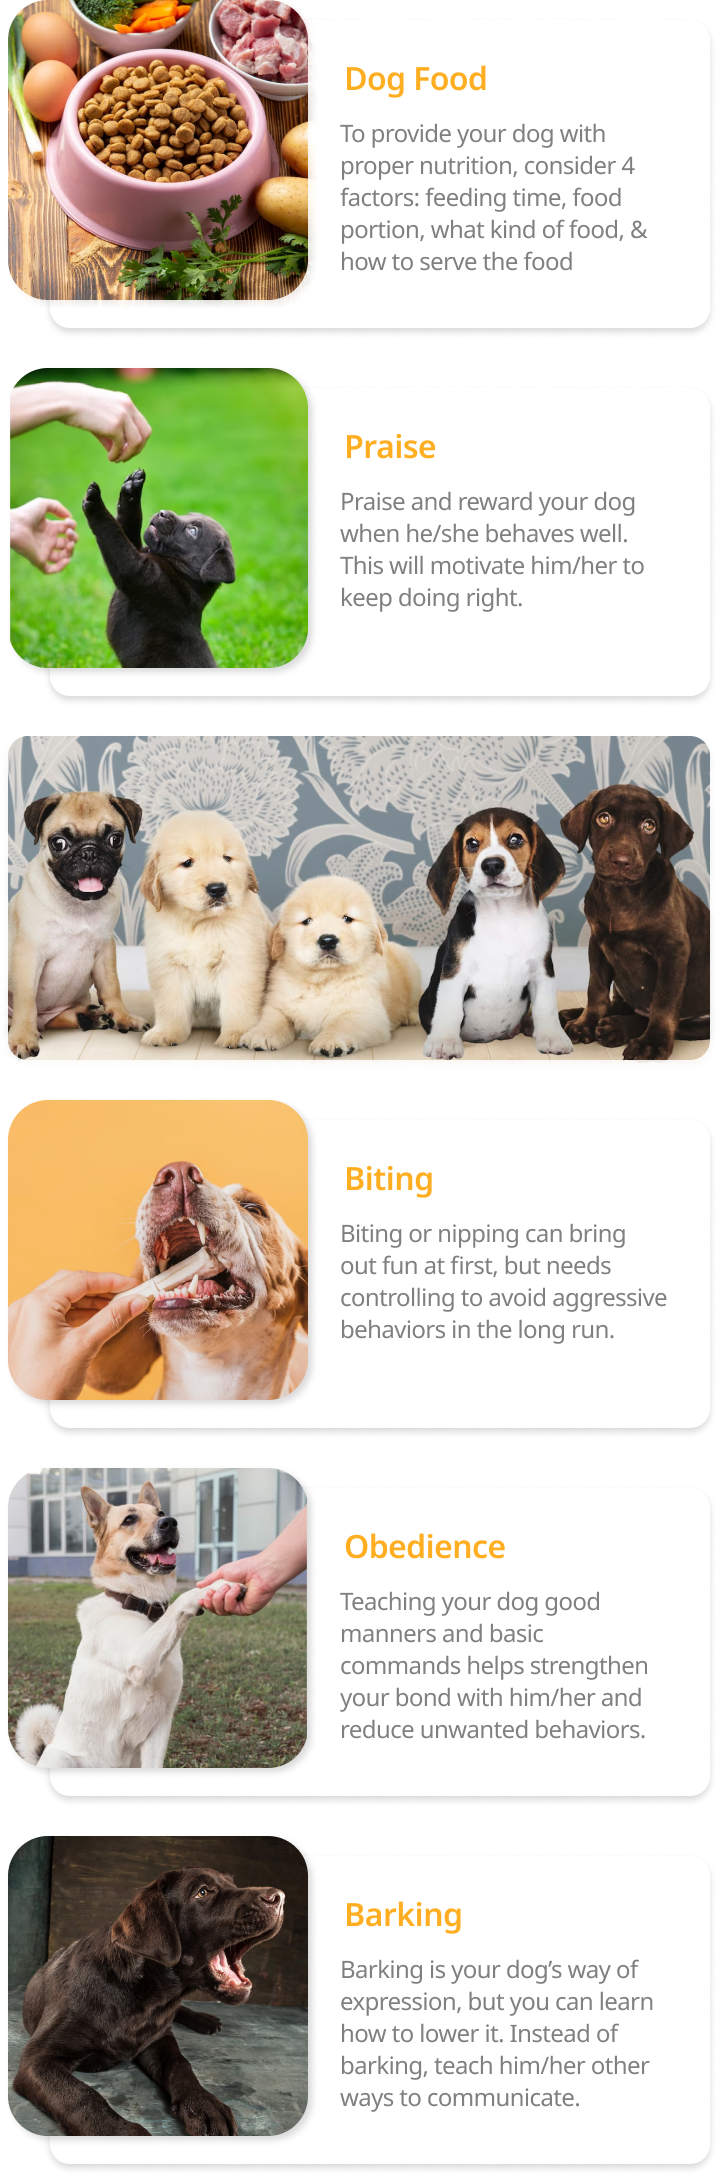 Dog Food
To provide your dog with
proper nutrition, consider 4
factors: feeding time, food
portion, what kind of food, &
how to serve the food
Praise
Praise and reward your dog
when he/she behaves well.
This will motivate him/her to
keep doing right.
Biting
Biting or nipping can bring
out fun at first, but needs
controlling to avoid aggressive
behaviors in the long run.
Obedience
Teaching your dog good
manners and basic
commands helps strengthen
your bond with him/her and
reduce unwanted behaviors.
Barking
Barking is your dog’s way of
expression, but you can learn
how to lower it. Instead of
barking, teach him/her other
ways to communicate.